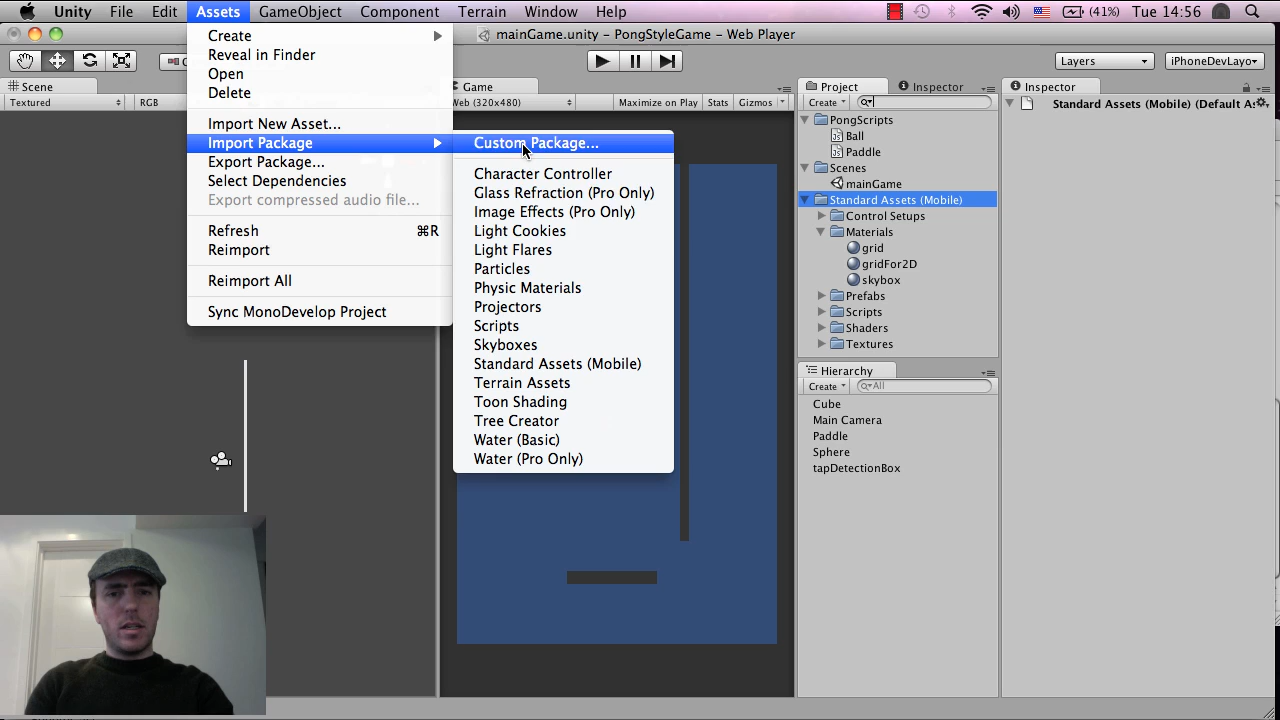 Unity File Edit Assets GameObject Component Terrain Window Help (41%) Tue 14:56
mainGame.unity – PongStyleGame – Web Player
Layers iPhoneDevLayo...
Scene
Textured RGB
Create
Reveal in Finder
Open
Delete
Import New Asset...
Import Package
Export Package...
Select Dependencies
Export compressed audio file...
Refresh ⌘R
Reimport
Reimport All
Sync MonoDevelop Project
Custom Package...
Character Controller
Glass Refraction (Pro Only)
Image Effects (Pro Only)
Light Cookies
Light Flares
Particles
Physic Materials
Projectors
Scripts
Skyboxes
Standard Assets (Mobile)
Terrain Assets
Toon Shading
Tree Creator
Water (Basic)
Water (Pro Only)
Game
Web (320x480) Maximize on Play Stats Gizmos
Project Inspector
Create
PongScripts
Ball
Paddle
Scenes
mainGame
Standard Assets (Mobile)
Control Setups
Materials
grid
gridFor2D
skybox
Prefabs
Scripts
Shaders
Textures
Hierarchy
Create All
Cube
Main Camera
Paddle
Sphere
tapDetectionBox
Inspector
Standard Assets (Mobile) (Default A: